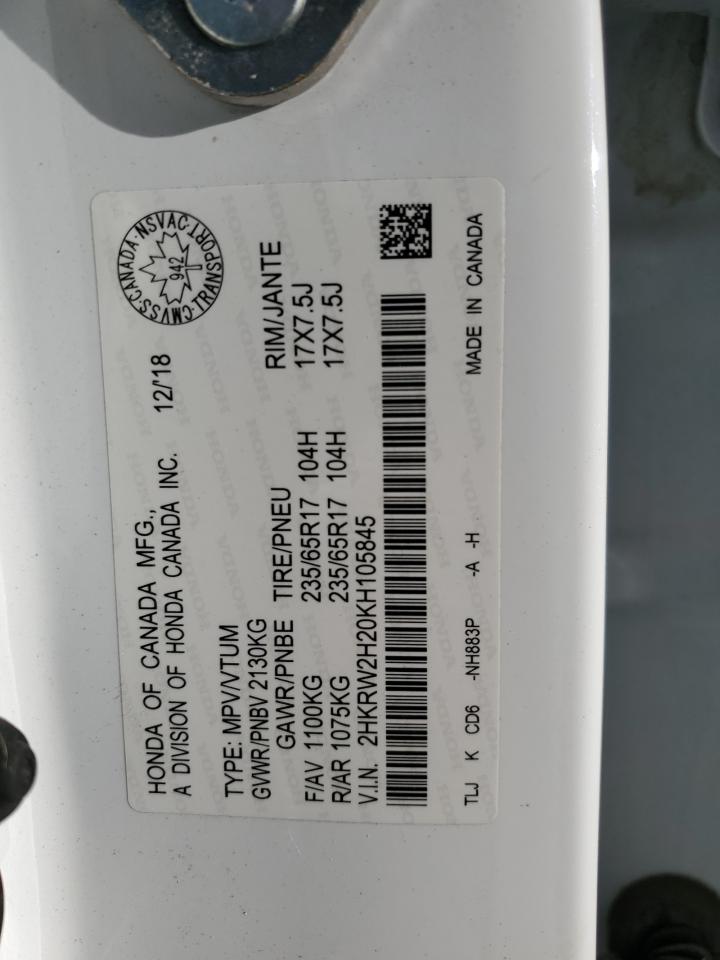 HONDA OF CANADA MFG.,
A DIVISION OF HONDA CANADA INC.
12/'18
CMVSS-CANADA-NSVAC-TRANSPORT
942
TYPE: MPV/VTUM
GVWR/PNBV 2130KG
GAWR/PNBE TIRE/PNEU RIM/JANTE
F/AV 1100KG 235/65R17 104H 17X7.5J
R/AR 1075KG 235/65R17 104H 17X7.5J
V.I.N. 2HKRW2H20KH105845
TLJ K CD6 -NH883P -A -H MADE IN CANADA